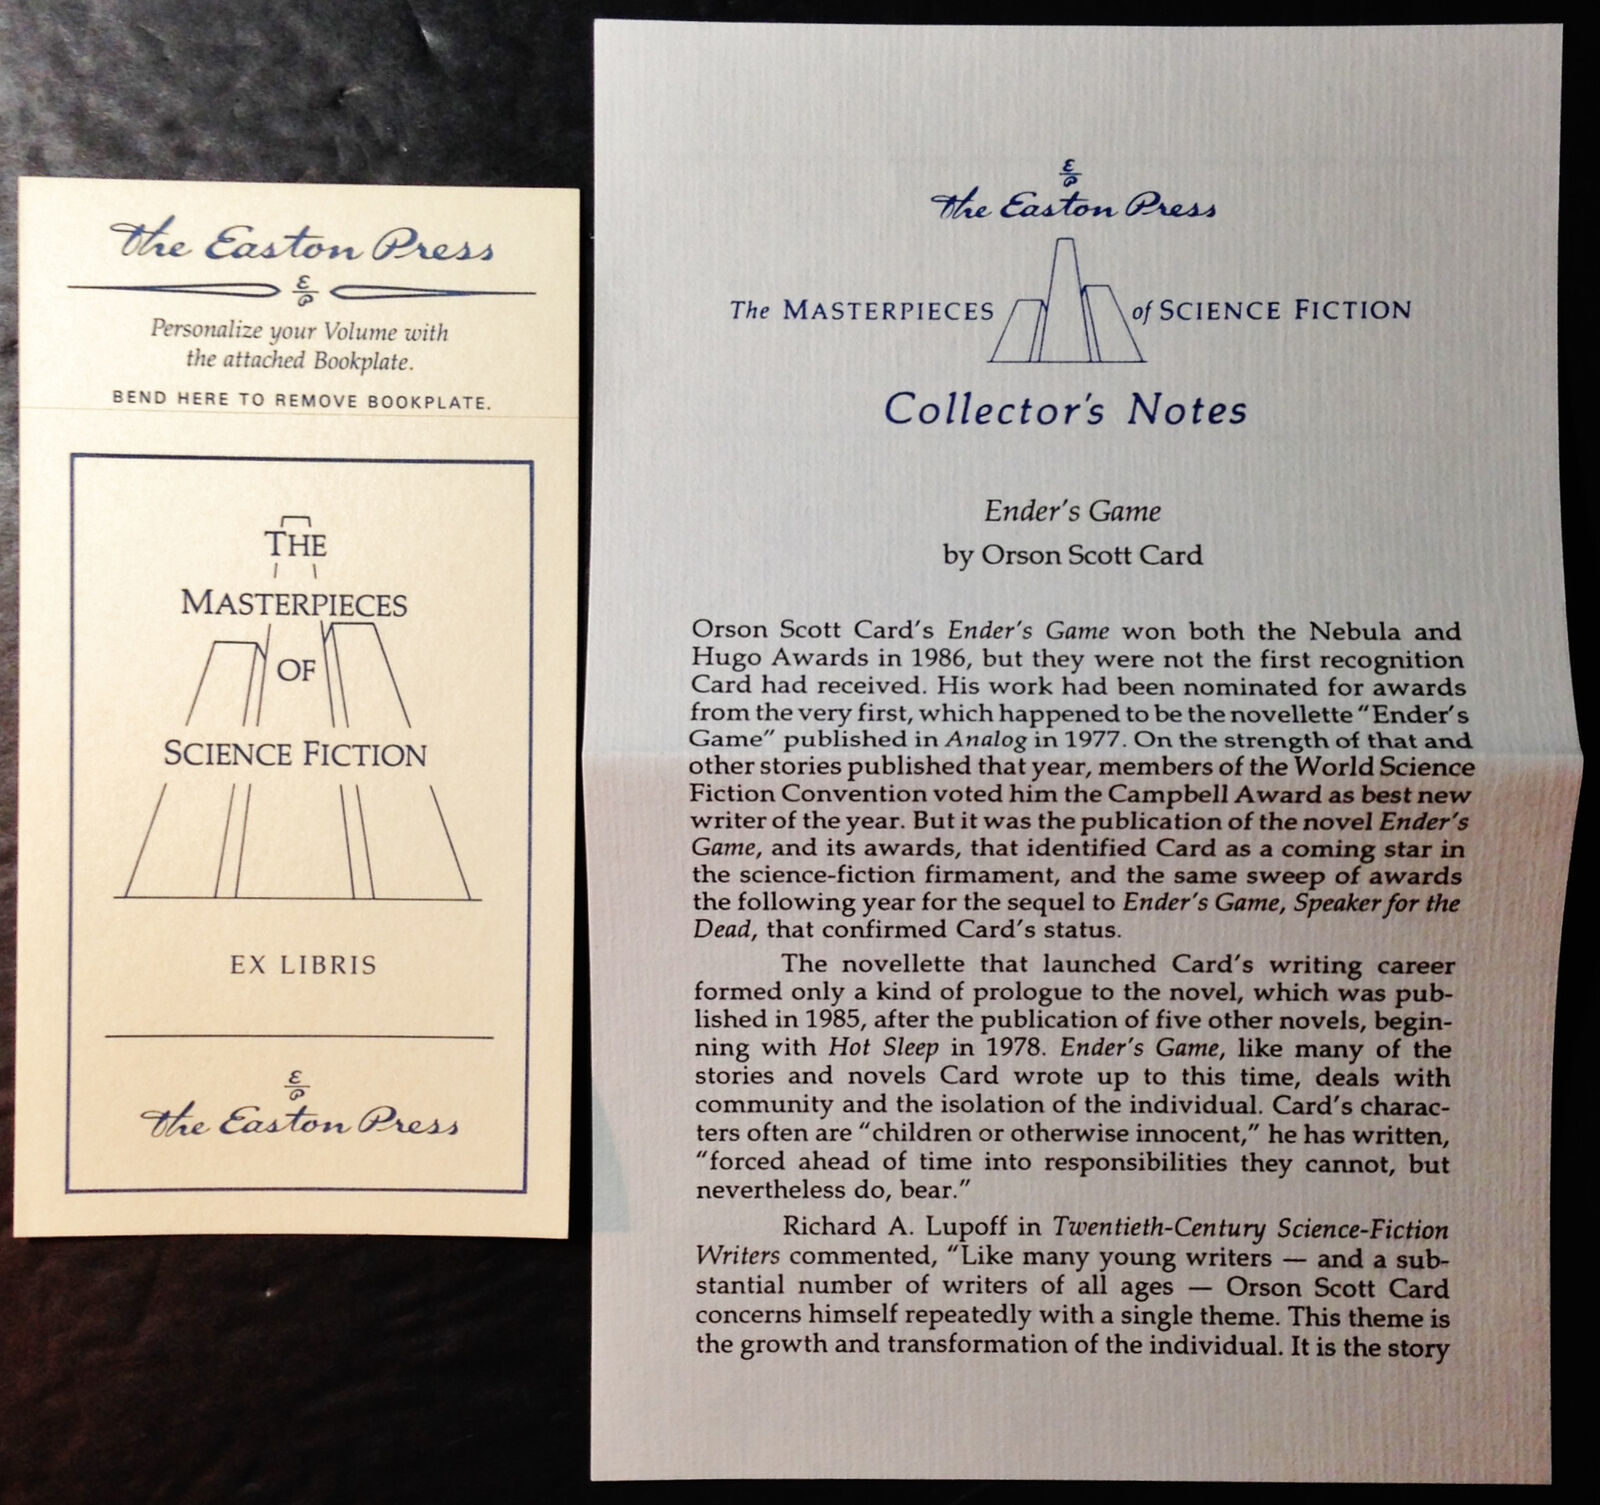 The Easton Press
E
P
Personalize your Volume with
the attached Bookplate.
BEND HERE TO REMOVE BOOKPLATE.
THE
MASTERPIECES
OF
SCIENCE FICTION
EX LIBRIS
E
P
The Easton Press
E
P
The Easton Press
The MASTERPIECES of SCIENCE FICTION
Collector's Notes
Ender's Game
by Orson Scott Card
Orson Scott Card's Ender's Game won both the Nebula and
Hugo Awards in 1986, but they were not the first recognition
Card had received. His work had been nominated for awards
from the very first, which happened to be the novellette "Ender's
Game" published in Analog in 1977. On the strength of that and
other stories published that year, members of the World Science
Fiction Convention voted him the Campbell Award as best new
writer of the year. But it was the publication of the novel Ender's
Game, and its awards, that identified Card as a coming star in
the science-fiction firmament, and the same sweep of awards
the following year for the sequel to Ender's Game, Speaker for the
Dead, that confirmed Card's status.
The novellette that launched Card's writing career
formed only a kind of prologue to the novel, which was pub-
lished in 1985, after the publication of five other novels, begin-
ning with Hot Sleep in 1978. Ender's Game, like many of the
stories and novels Card wrote up to this time, deals with
community and the isolation of the individual. Card's charac-
ters often are "children or otherwise innocent," he has written,
"forced ahead of time into responsibilities they cannot, but
nevertheless do, bear."
Richard A. Lupoff in Twentieth-Century Science-Fiction
Writers commented, "Like many young writers — and a sub-
stantial number of writers of all ages — Orson Scott Card
concerns himself repeatedly with a single theme. This theme is
the growth and transformation of the individual. It is the story